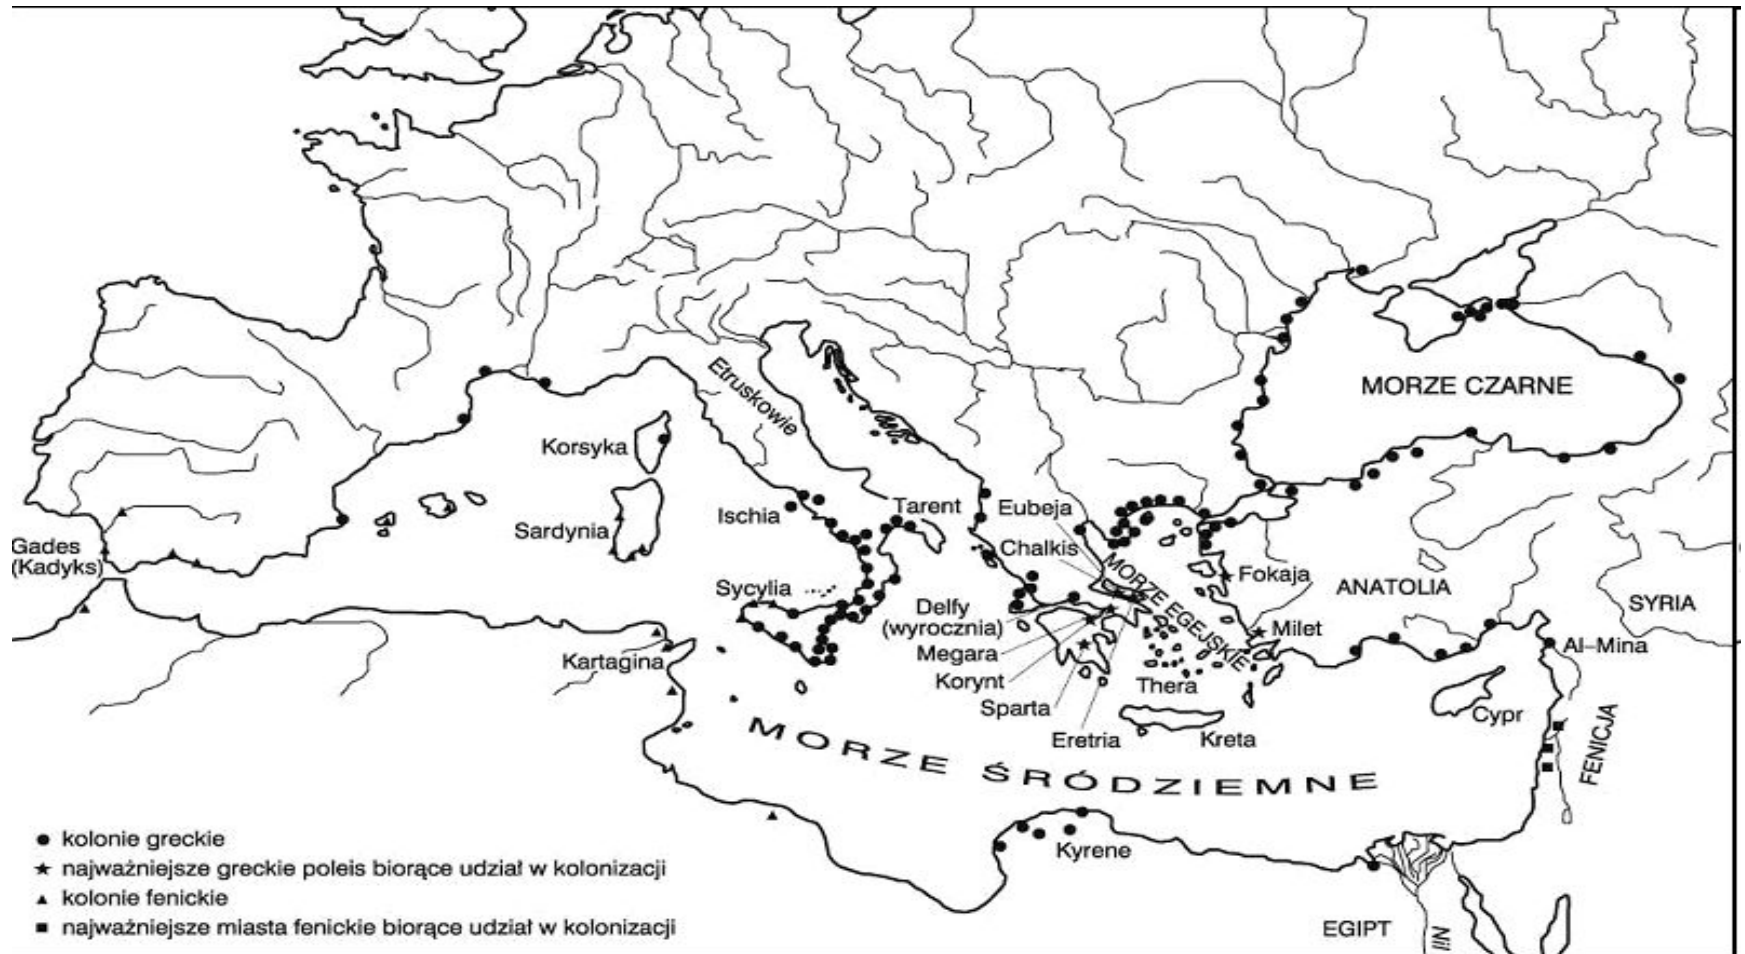 MORZE CZARNE
Etruskowie
Korsyka
Ischia
Tarent
Eubeja
Sardynia
Chalkis
Gades
(Kadyks)
MORZE EGEJSKIE
Fokaja
ANATOLIA
SYRIA
Sycylia
Delfy
(wyrocznia)
Milet
Al-Mina
Kartagina
Megara
Korynt
Thera
Sparta
Cypr
Eretria
Kreta
FENICJA
MORZE ŚRÓDZIEMNE
Kyrene
EGIPT
Nil
kolonie greckie
najważniejsze greckie poleis biorące udział w kolonizacji
kolonie fenickie
najważniejsze miasta fenickie biorące udział w kolonizacji